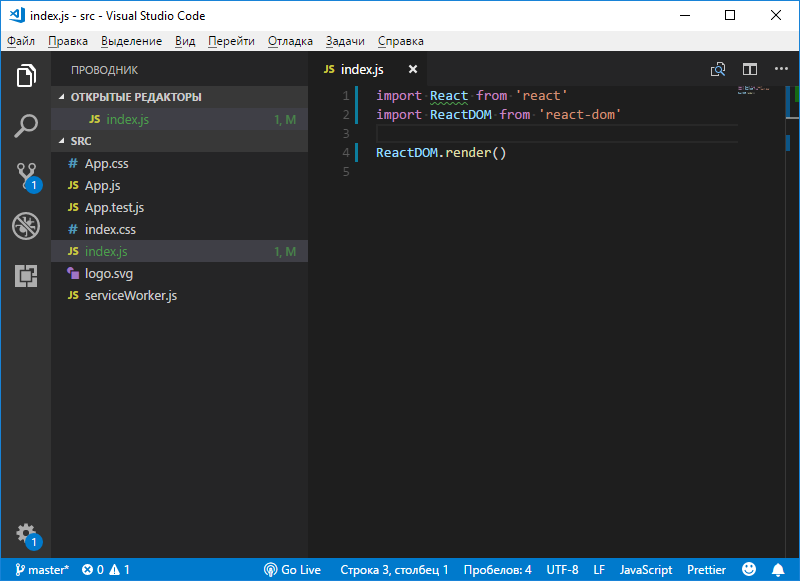 index.js - src - Visual Studio Code
Файл Правка Выделение Вид Перейти Отладка Задачи Справка
ПРОВОДНИК
ОТКРЫТЫЕ РЕДАКТОРЫ
JS index.js 1, M
SRC
# App.css
JS App.js
JS App.test.js
# index.css
JS index.js 1, M
logo.svg
JS serviceWorker.js
1
1
JS index.js
1 import React from 'react'
2 import ReactDOM from 'react-dom'
3
4 ReactDOM.render()
5
master* 0 1 Go Live Строка 3, столбец 1 Пробелов: 4 UTF-8 LF JavaScript Prettier